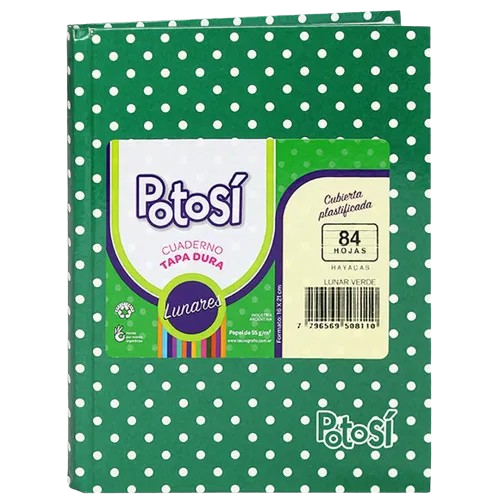 Potosí
CUADERNO
TAPA DURA
Lunares
INDUSTRIA
ARGENTINA
Papel de 55 g/m²
Cubierta
plastificada
84
HOJAS
RAYADAS
LUNAR VERDE
Formato: 16 X 21 cm
7 796569 508110
Potosí